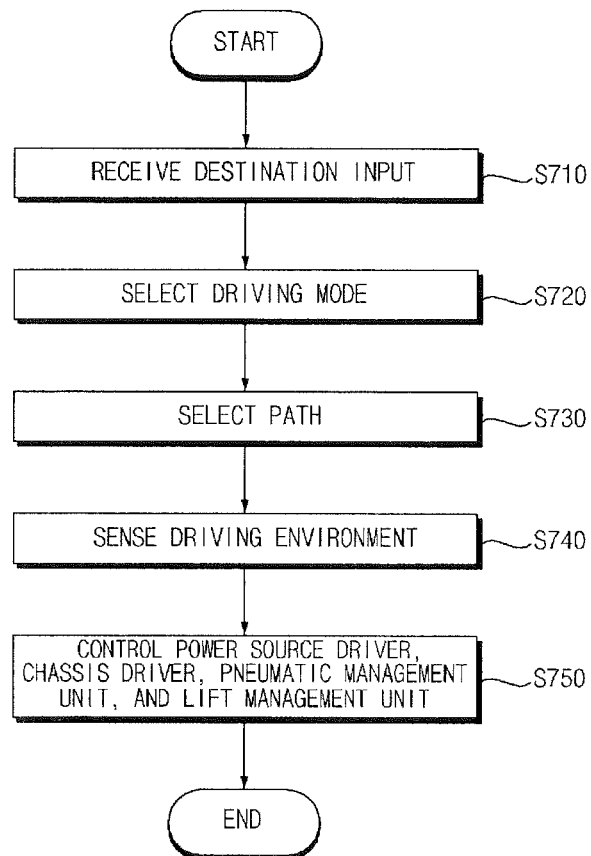 START
RECEIVE DESTINATION INPUT
S710
SELECT DRIVING MODE
S720
SELECT PATH
S730
SENSE DRIVING ENVIRONMENT
S740
CONTROL POWER SOURCE DRIVER,
CHASSIS DRIVER, PNEUMATIC MANAGEMENT
UNIT, AND LIFT MANAGEMENT UNIT
S750
END